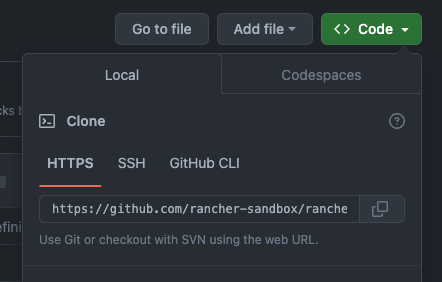 Go to file Add file <> Code
Local Codespaces
cks b
Clone
HTTPS SSH GitHub CLI
https://github.com/rancher-sandbox/ranche
efini
Use Git or checkout with SVN using the web URL.